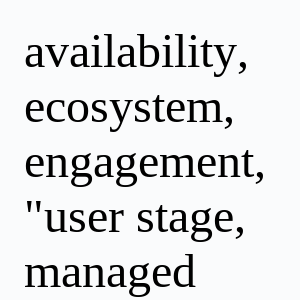 availability,
ecosystem,
engagement,
"user stage,
managed